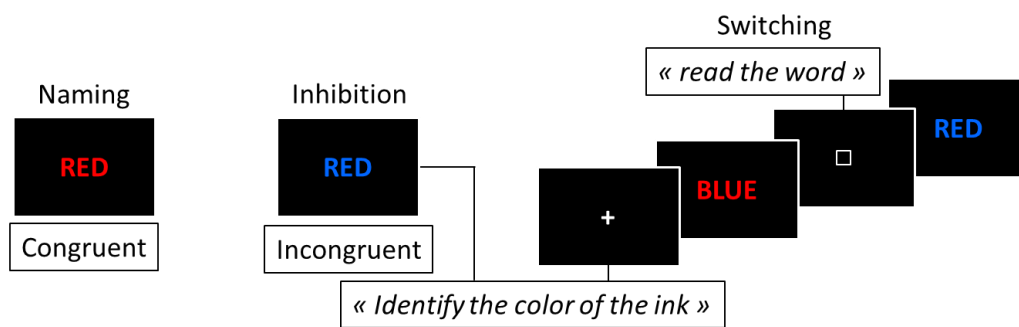 Switching
« read the word »
Naming
Inhibition
RED
RED
BLUE
+
RED
Congruent
Incongruent
« Identify the color of the ink »